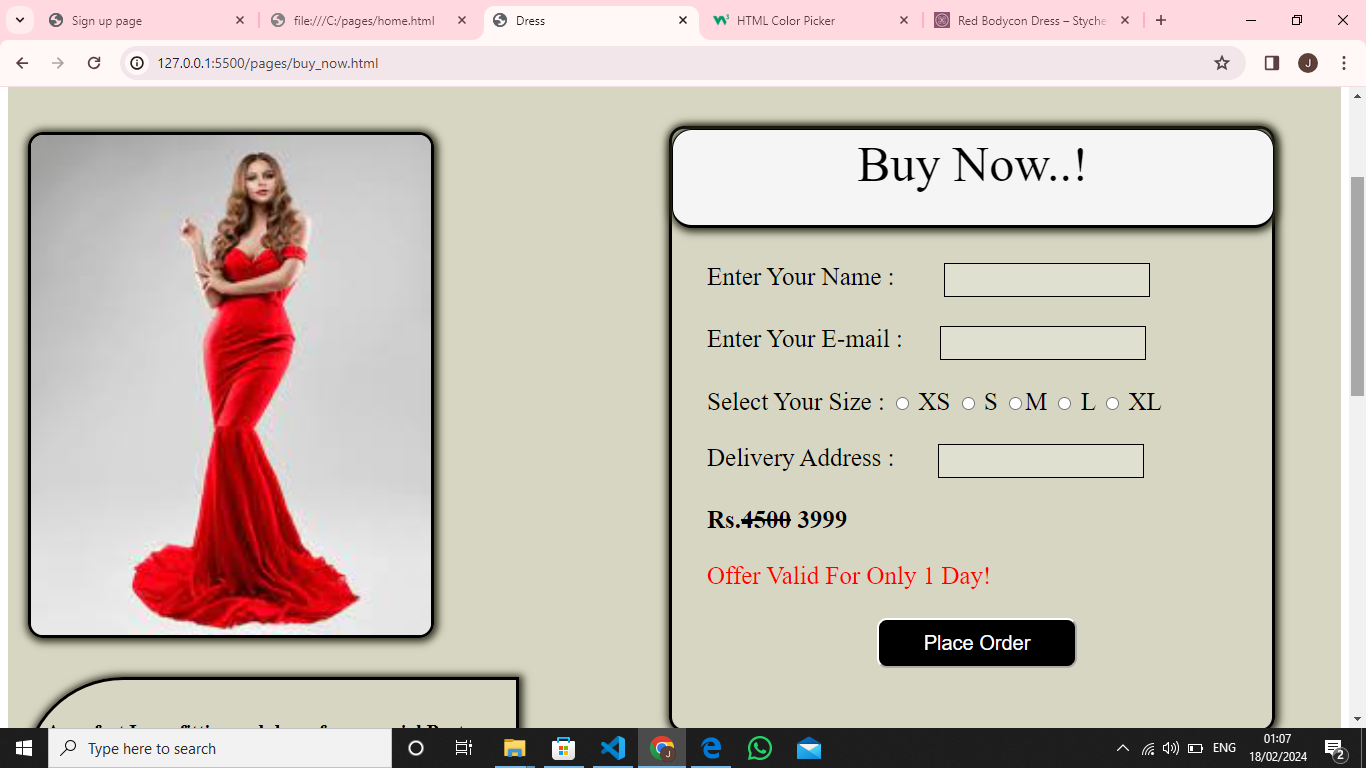 Sign up page
file:///C:/pages/home.html
Dress
HTML Color Picker
Red Bodycon Dress – Styche
127.0.0.1:5500/pages/buy_now.html
J
Buy Now..!
Enter Your Name :
Enter Your E-mail :
Select Your Size : XS S M L XL
Delivery Address :
Rs.4500 3999
Offer Valid For Only 1 Day!
Place Order
Type here to search
J
ENG
01:07
18/02/2024
2